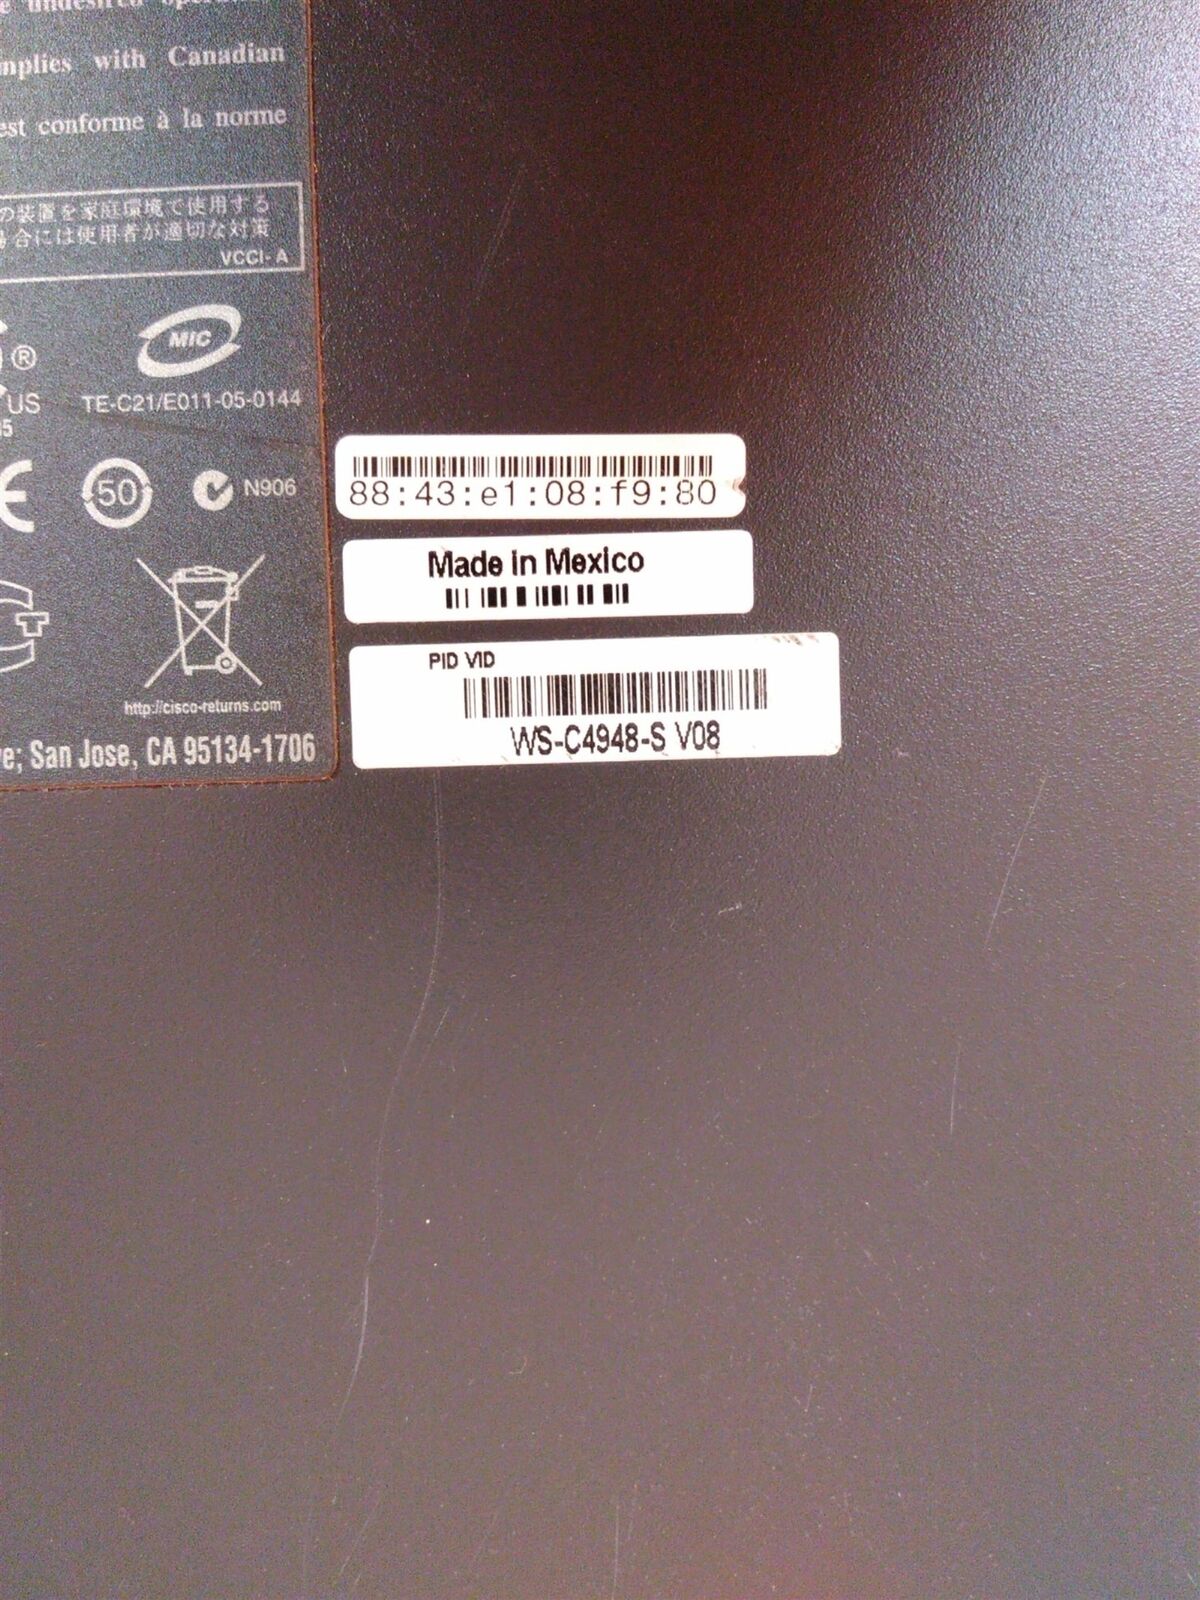 undesired
mplies with Canadian
est conforme à la norme
の装置を家庭環境で使用する
場合には使用者が適切な対策
VCCI- A
MIC
®
US
TE-C21/E011-05-0144
50
N906
88:43:e1:08:f9:80
Made in Mexico
PID VID
WS-C4948-S V08
http://cisco-returns.com
ve; San Jose, CA 95134-1706